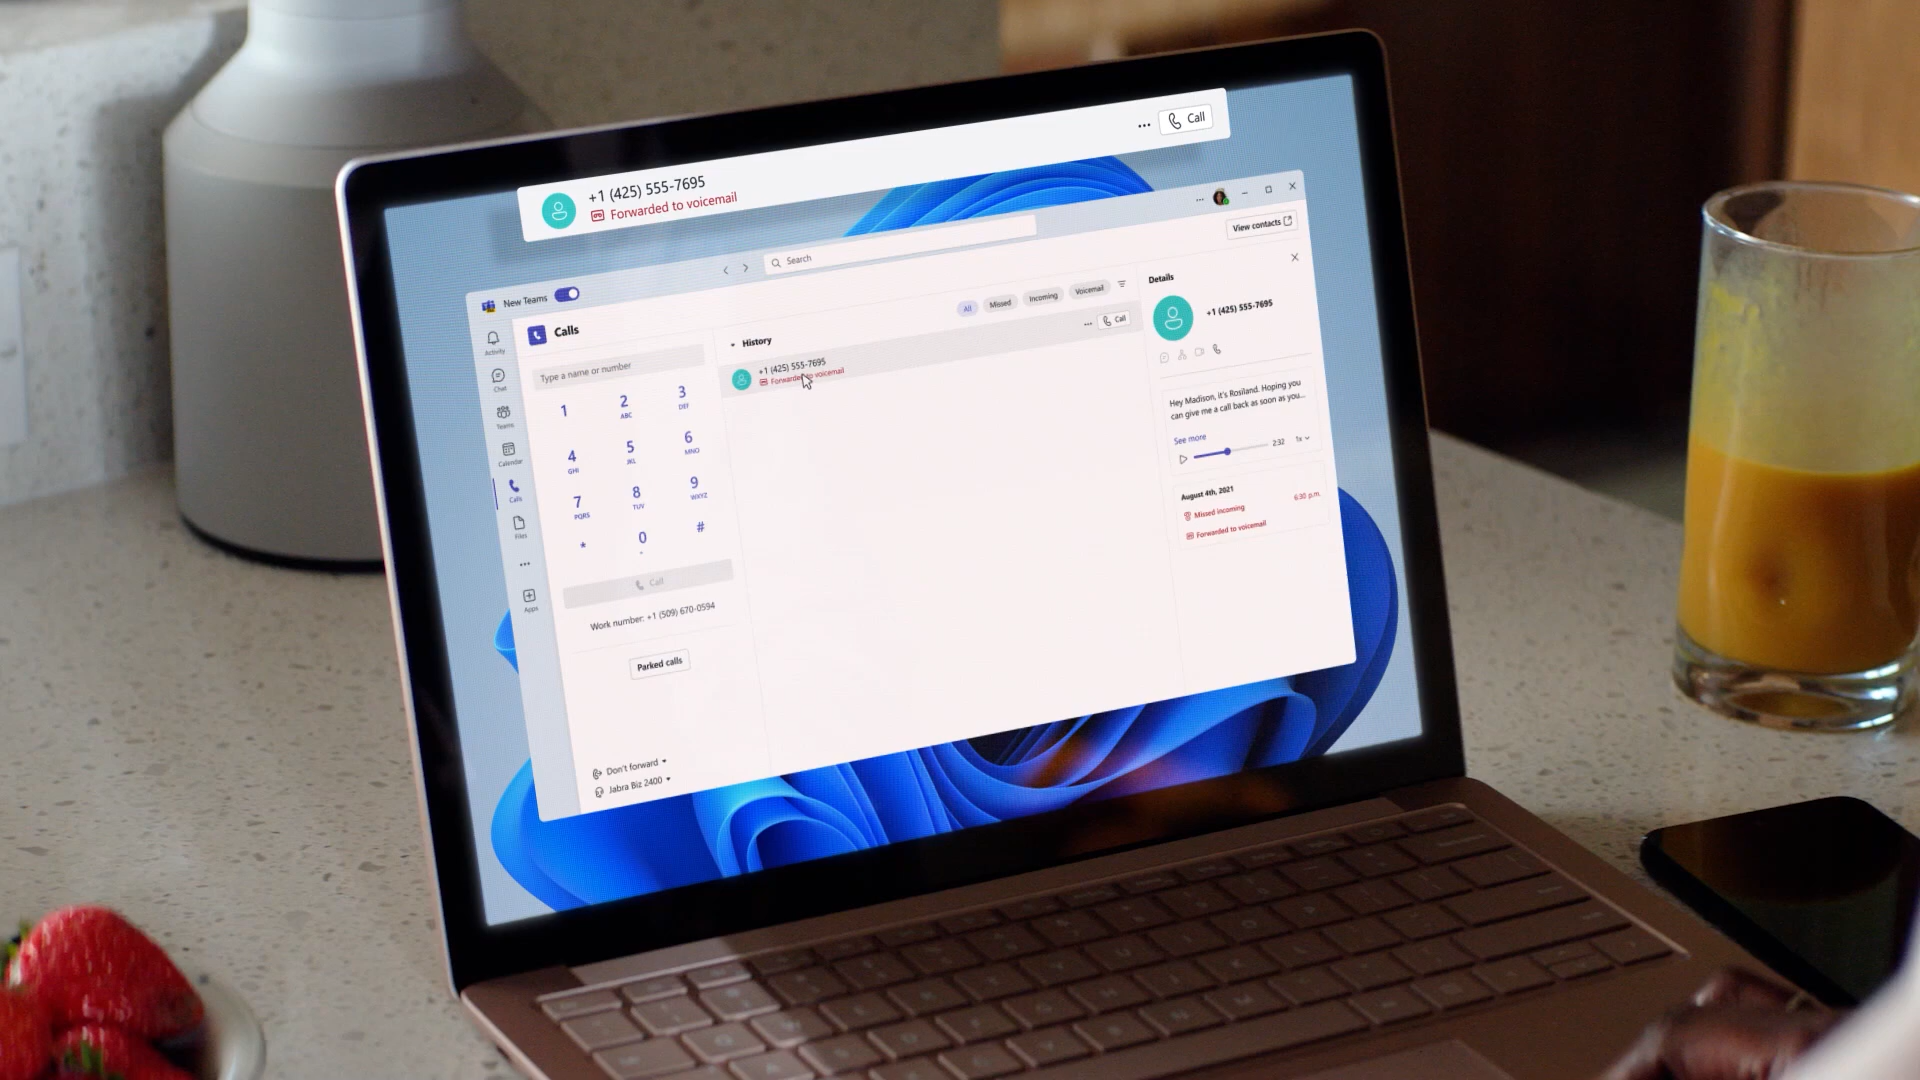 +1 (425) 555-7695
Forwarded to voicemail
Call
New Teams
Search
View contacts
Activity
Chat
Teams
Calendar
Calls
Files
Apps
Calls
Type a name or number
1
2
ABC
3
DEF
4
GHI
5
JKL
6
MNO
7
PQRS
8
TUV
9
WXYZ
*
0
#
Call
Work number: +1 (509) 670-0594
Parked calls
Don't forward
Jabra Biz 2400
All
Missed
Incoming
Voicemail
History
+1 (425) 555-7695
Forwarded to voicemail
Call
Details
+1 (425) 555-7695
Hey Madison, it's Rosiland. Hoping you
can give me a call back as soon as you...
See more
2:32
1x
August 4th, 2021
6:30 p.m.
Missed incoming
Forwarded to voicemail